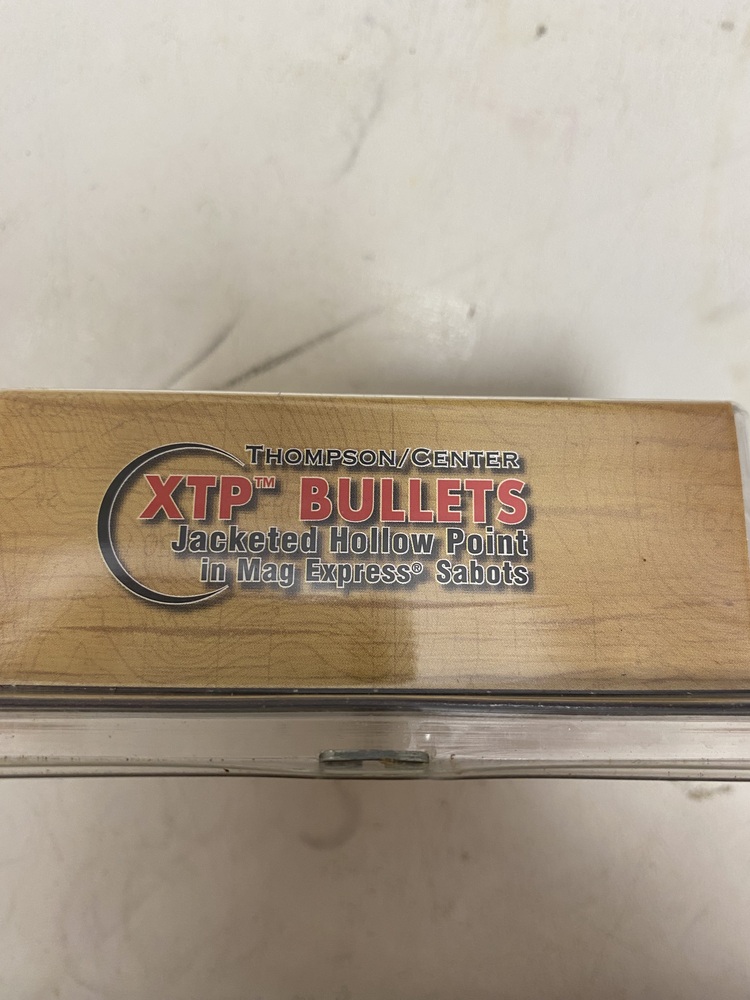 THOMPSON/CENTER
XTP™ BULLETS
Jacketed Hollow Point
in Mag Express® Sabots